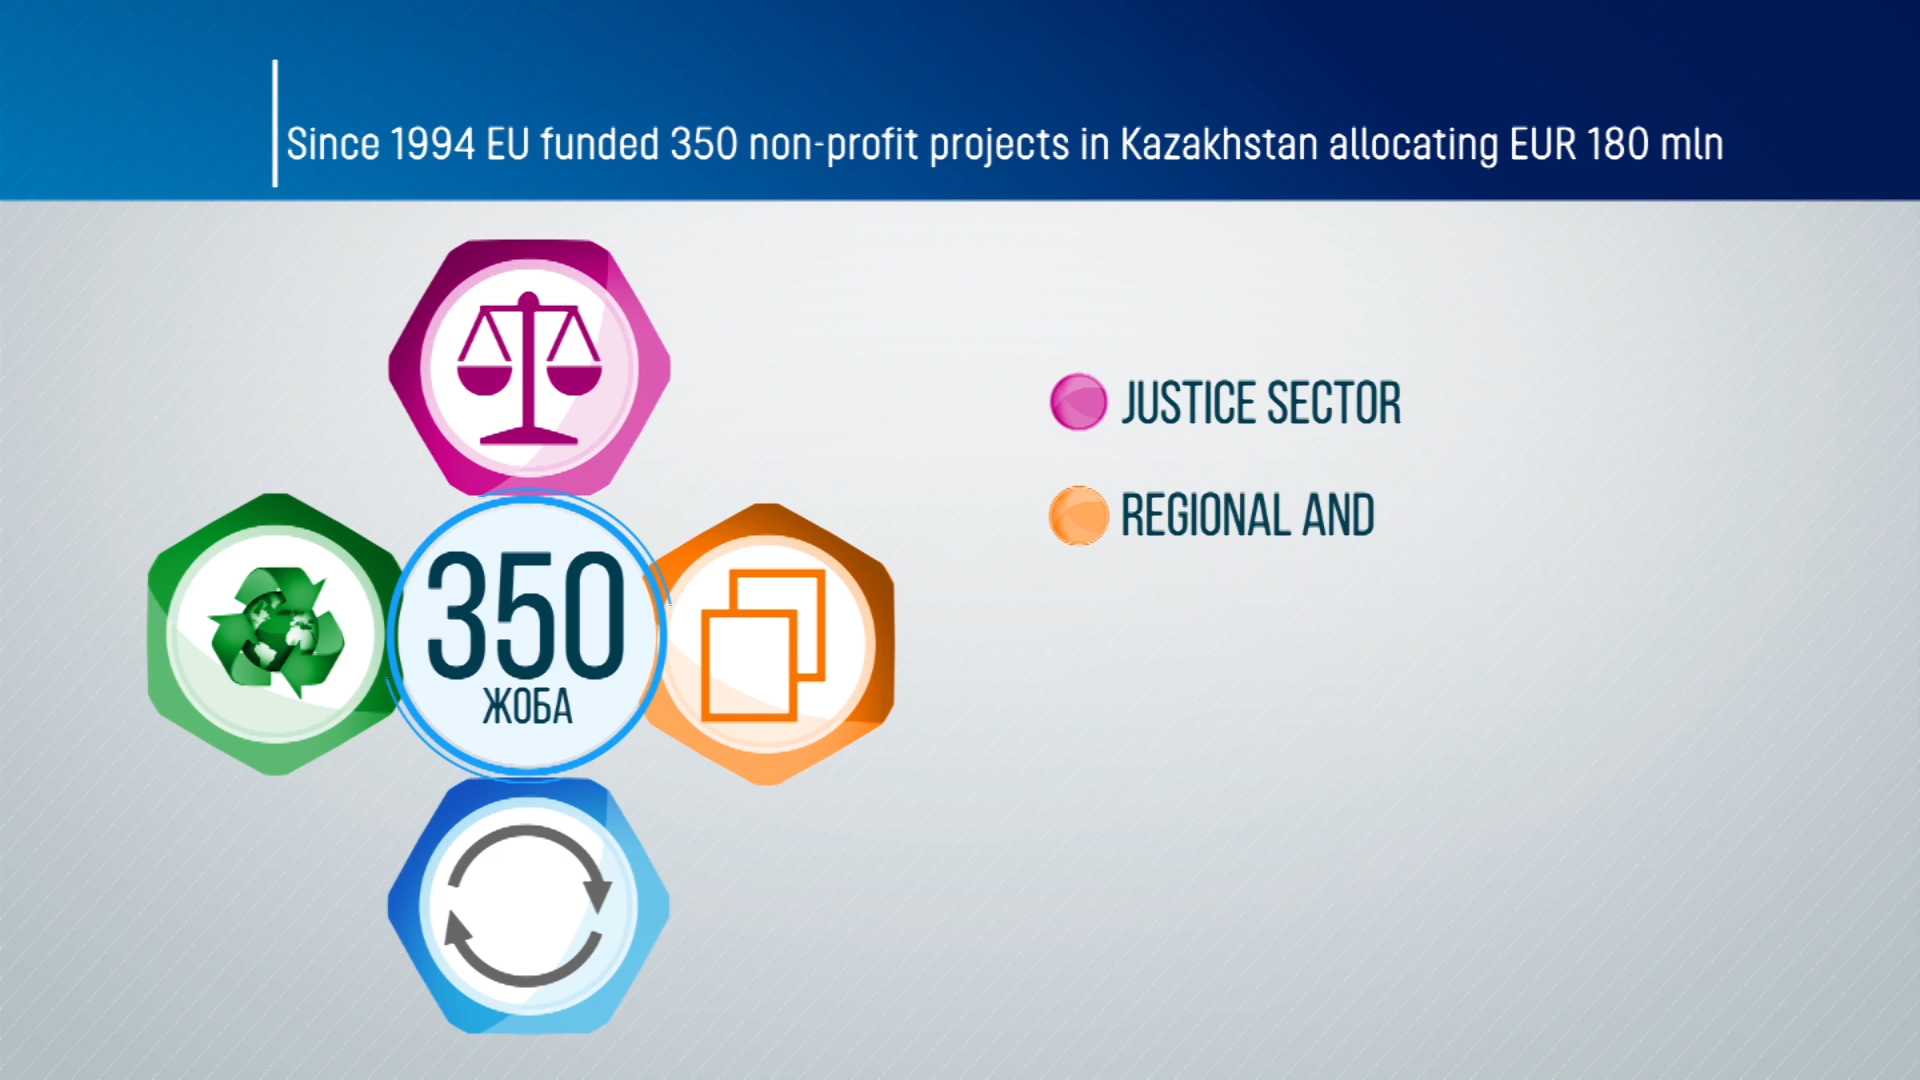 Since 1994 EU funded 350 non-profit projects in Kazakhstan allocating EUR 180 mln
JUSTICE SECTOR
REGIONAL AND
350
ЖОБА